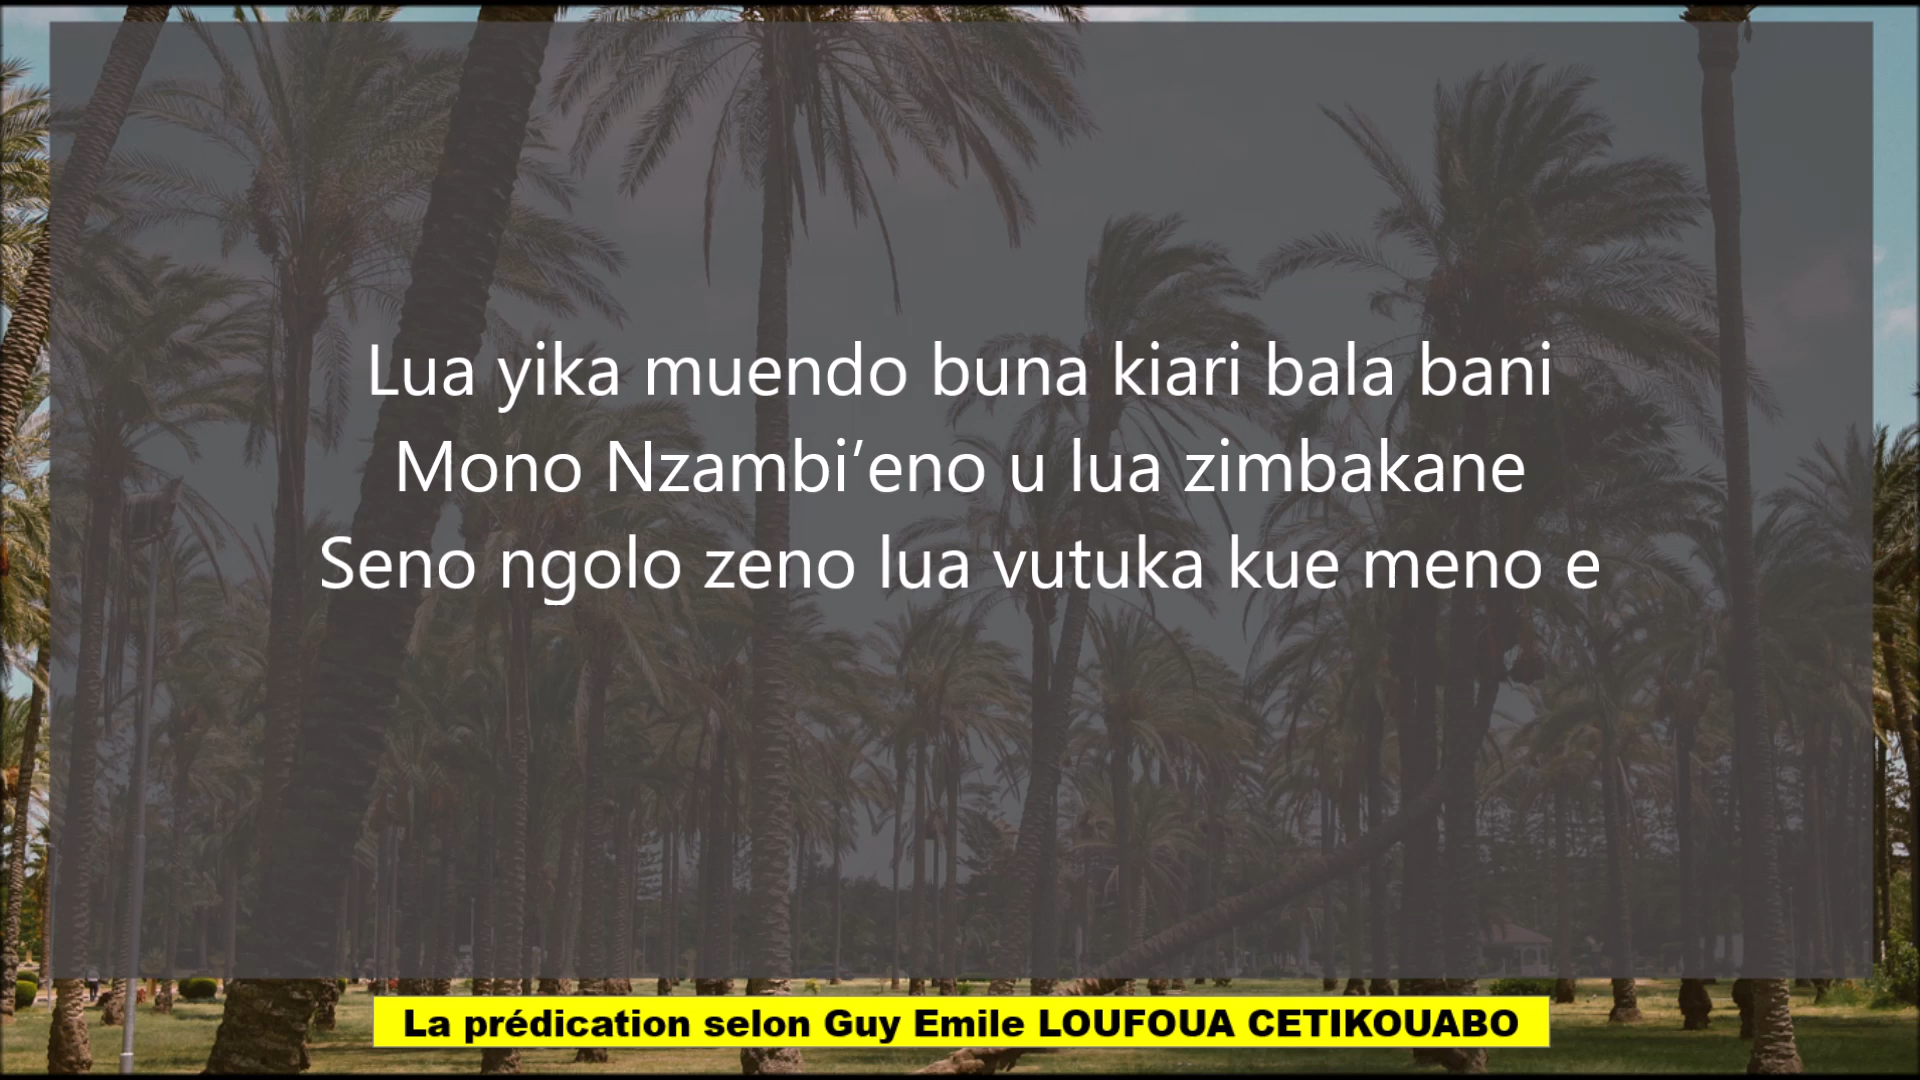 Lua yika muendo buna kiari bala bani
Mono Nzambi’eno u lua zimbakane
Seno ngolo zeno lua vutuka kue meno e
La prédication selon Guy Emile LOUFOUA CETIKOUABO